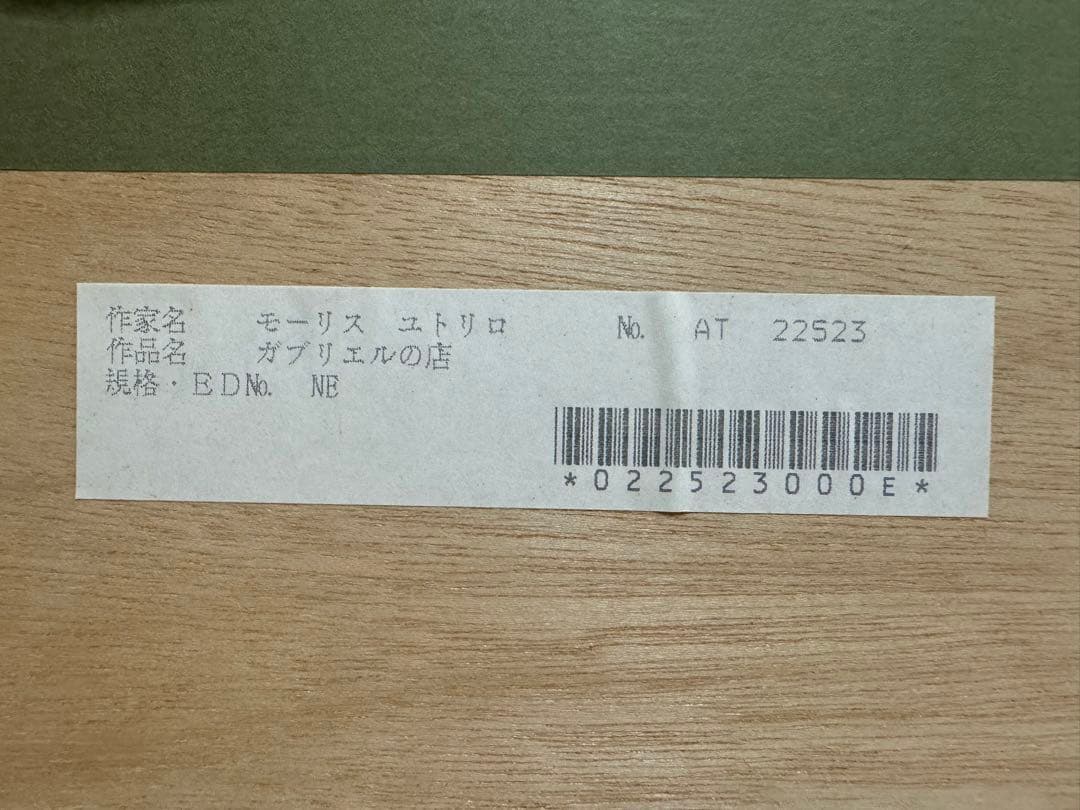 作家名 モーリス ユトリロ № AT 22523
作品名 ガブリエルの店
規格・ED№ NE
*022523000E*